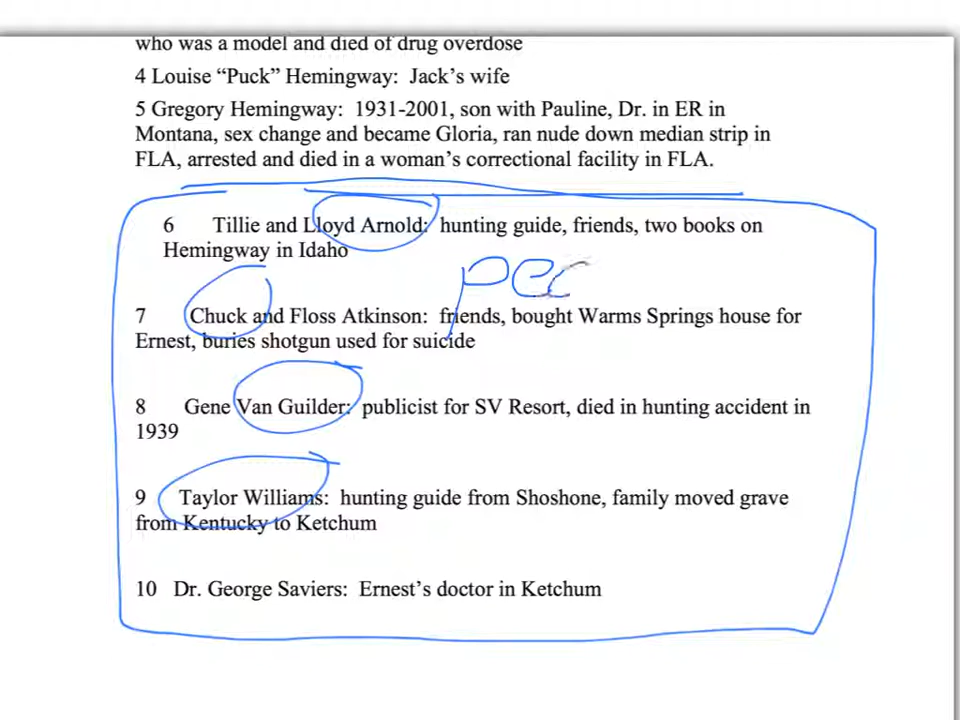 who was a model and died of drug overdose
4 Louise “Puck” Hemingway:  Jack’s wife
5 Gregory Hemingway:  1931-2001, son with Pauline, Dr. in ER in
Montana, sex change and became Gloria, ran nude down median strip in
FLA, arrested and died in a woman’s correctional facility in FLA.
6 Tillie and Lloyd Arnold:  hunting guide, friends, two books on
Hemingway in Idaho
pec
7 Chuck and Floss Atkinson:  friends, bought Warms Springs house for
Ernest, buries shotgun used for suicide
8 Gene Van Guilder:  publicist for SV Resort, died in hunting accident in
1939
9 Taylor Williams:  hunting guide from Shoshone, family moved grave
from Kentucky to Ketchum
10 Dr. George Saviers:  Ernest’s doctor in Ketchum